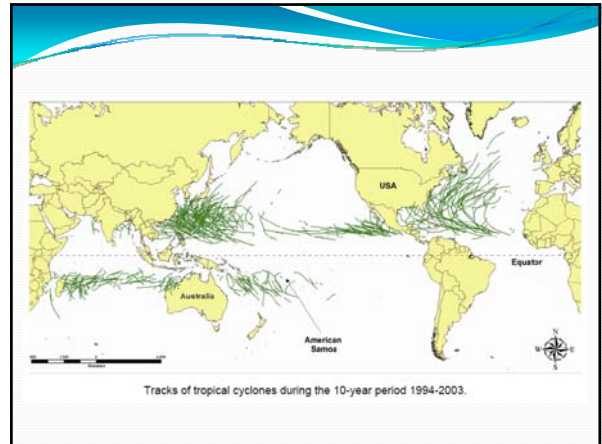 USA
Equator
Australia
American
Samoa
N
W
E
S
Tracks of tropical cyclones during the 10-year period 1994-2003.